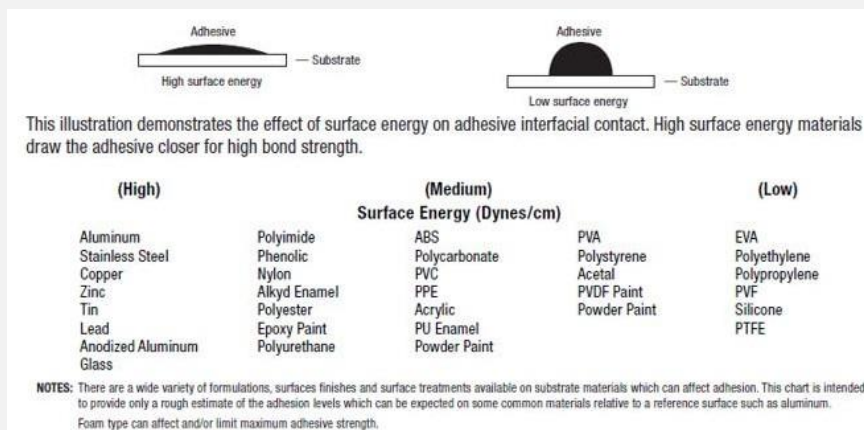 Adhesive
— Substrate
High surface energy
Adhesive
— Substrate
Low surface energy
This illustration demonstrates the effect of surface energy on adhesive interfacial contact. High surface energy materials
draw the adhesive closer for high bond strength.
(High) (Medium) (Low)
Surface Energy (Dynes/cm)
Aluminum Polyimide ABS PVA EVA
Stainless Steel Phenolic Polycarbonate Polystyrene Polyethylene
Copper Nylon PVC Acetal Polypropylene
Zinc Alkyd Enamel PPE PVDF Paint PVF
Tin Polyester Acrylic Powder Paint Silicone
Lead Epoxy Paint PU Enamel PTFE
Anodized Aluminum Polyurethane Powder Paint
Glass
NOTES: There are a wide variety of formulations, surfaces finishes and surface treatments available on substrate materials which can affect adhesion. This chart is intended
to provide only a rough estimate of the adhesion levels which can be expected on some common materials relative to a reference surface such as aluminum.
Foam type can affect and/or limit maximum adhesive strength.